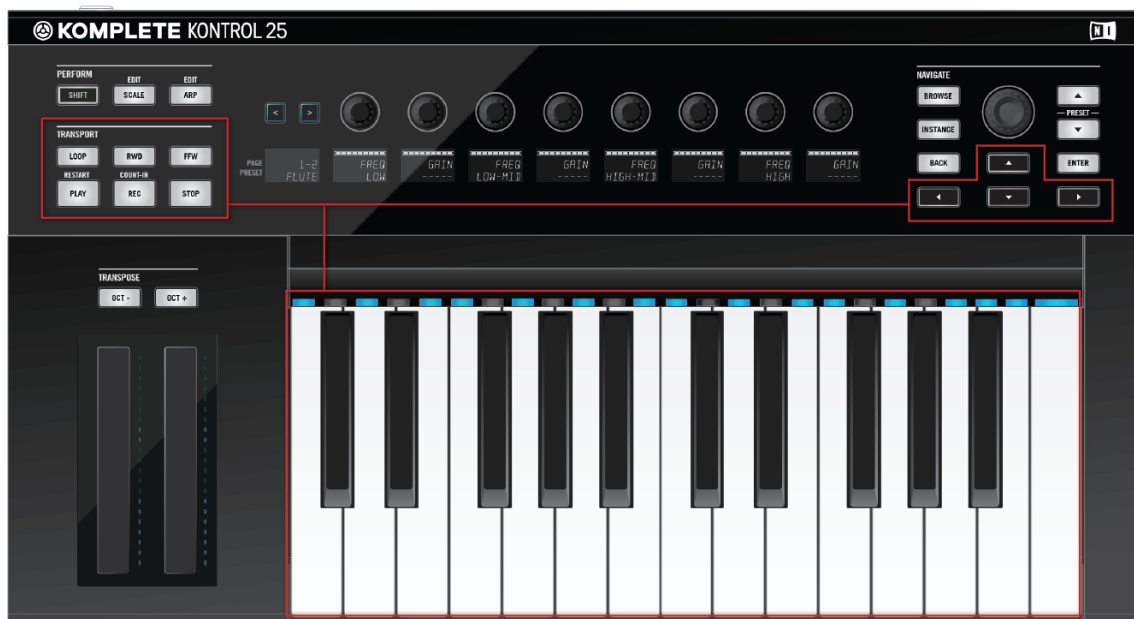 KOMPLETE KONTROL 25
NI
PERFORM
EDIT EDIT
SHIFT SCALE ARP
TRANSPORT
LOOP RWD FFW
RESTART COUNT-IN
PLAY REC STOP
< >
PAGE 1-2 FREQ GAIN FREQ GAIN FREQ GAIN FREQ GAIN
PRESET FLUTE LOW ----- LOW-MID ----- HIGH-MID ----- HIGH -----
NAVIGATE
BROWSE
PRESET
INSTANCE
BACK ENTER
TRANSPOSE
OCT - OCT +